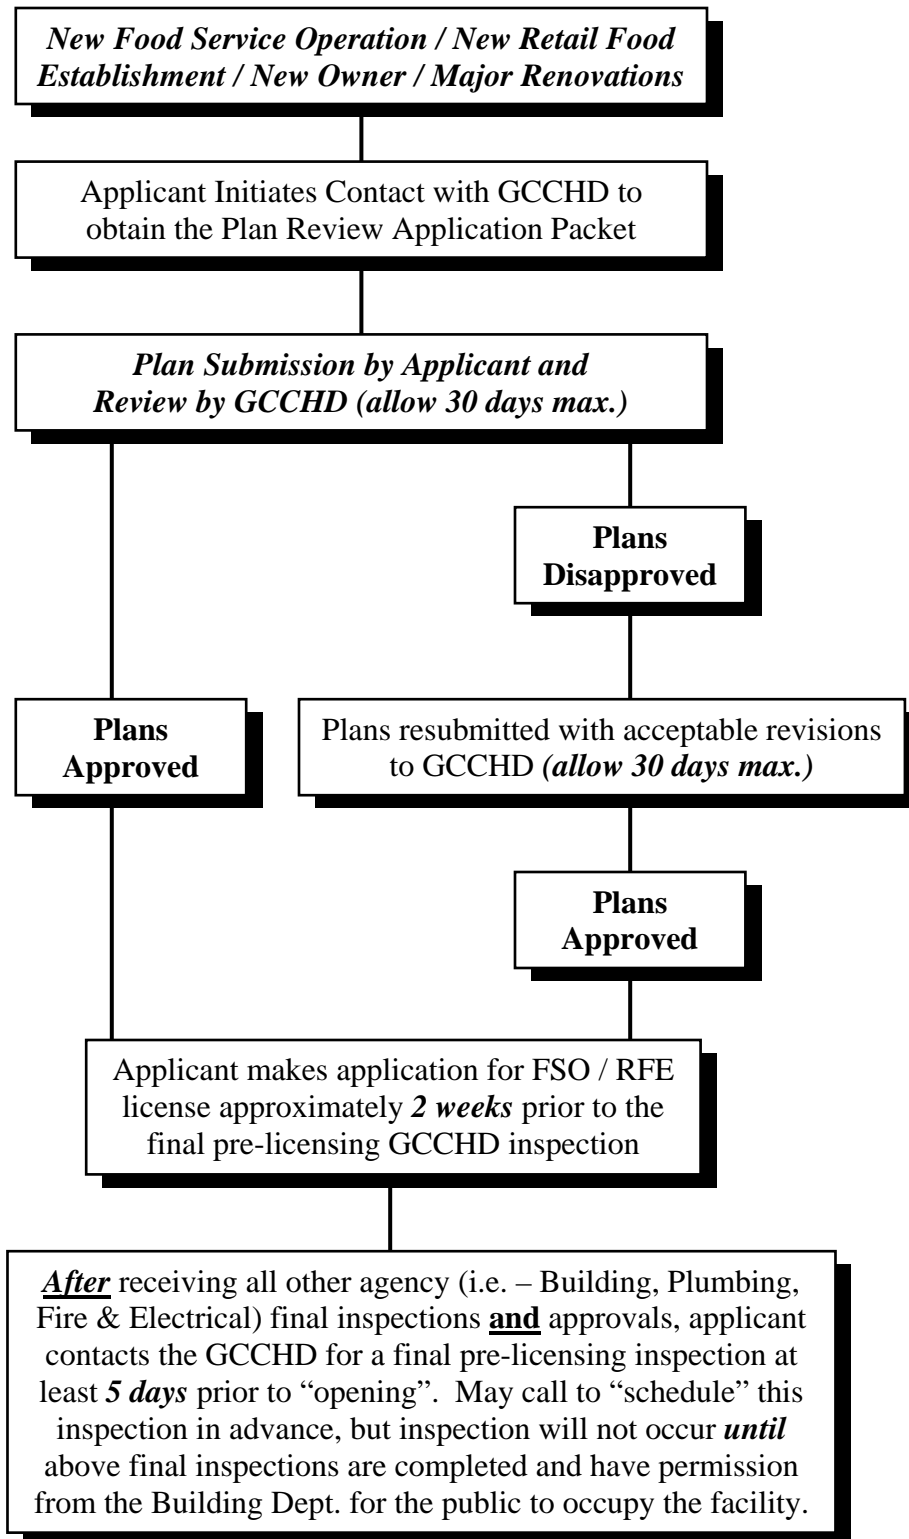 New Food Service Operation / New Retail Food
Establishment / New Owner / Major Renovations
Applicant Initiates Contact with GCCHD to
obtain the Plan Review Application Packet
Plan Submission by Applicant and
Review by GCCHD (allow 30 days max.)
Plans
Disapproved
Plans
Approved
Plans resubmitted with acceptable revisions
to GCCHD (allow 30 days max.)
Plans
Approved
Applicant makes application for FSO / RFE
license approximately 2 weeks prior to the
final pre-licensing GCCHD inspection
After receiving all other agency (i.e. – Building, Plumbing,
Fire & Electrical) final inspections and approvals, applicant
contacts the GCCHD for a final pre-licensing inspection at
least 5 days prior to “opening”.  May call to “schedule” this
inspection in advance, but inspection will not occur until
above final inspections are completed and have permission
from the Building Dept. for the public to occupy the facility.